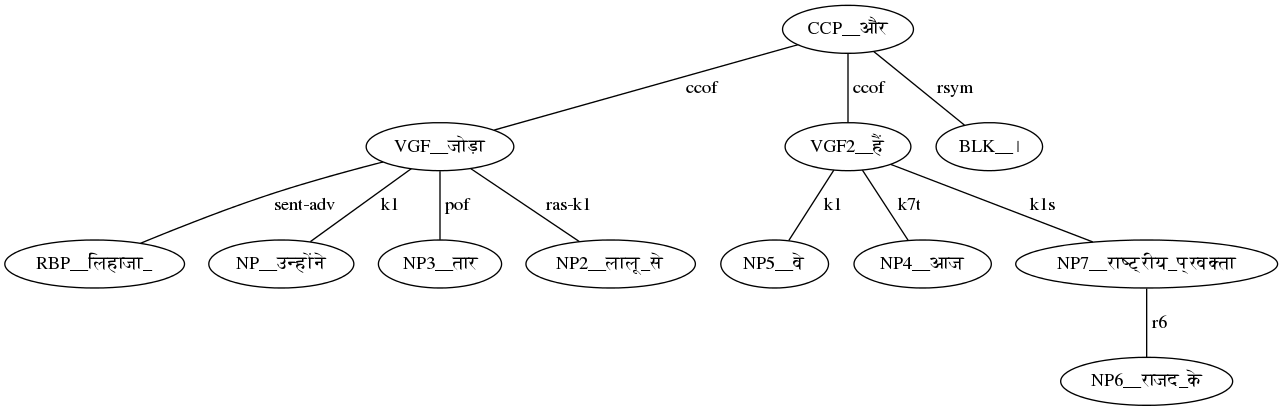 CCP__और
ccof ccof rsym
VGF__जोड़ा VGF2__हैं BLK__।
sent-adv k1 pof ras-k1 k1 k7t k1s
RBP__लिहाजा_ NP__उन्होंने NP3__तार NP2__लालू_से NP5__वे NP4__आज NP7__राष्ट्रीय_प्रवक्ता
r6
NP6__राजद_के